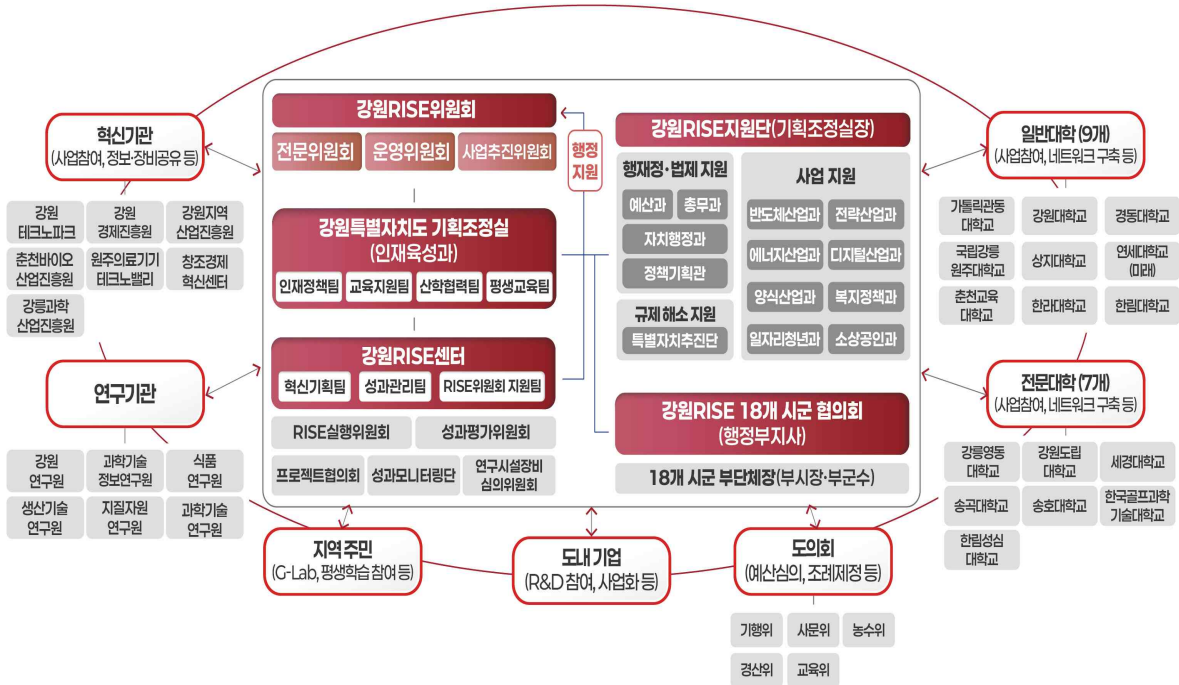 강원RISE위원회
전문위원회
운영위원회
사업추진위원회
행정
지원
강원특별자치도 기획조정실
(인재육성과)
인재정책팀
교육지원팀
산학협력팀
평생교육팀
강원RISE센터
혁신기획팀
성과관리팀
RISE위원회 지원팀
RISE실행위원회
성과평가위원회
프로젝트협의회
성과모니터링단
연구시설장비
심의위원회
강원RISE지원단(기획조정실장)
행재정·법제 지원
예산과
총무과
자치행정과
정책기획관
규제 해소 지원
특별자치추진단
사업 지원
반도체산업과
전략산업과
에너지산업과
디지털산업과
양식산업과
복지정책과
일자리청년과
소상공인과
강원RISE 18개 시군 협의회
(행정부지사)
18개 시군 부단체장(부시장·부군수)
혁신기관
(사업참여, 정보·장비공유 등)
강원
테크노파크
강원
경제진흥원
강원지역
산업진흥원
춘천바이오
산업진흥원
원주의료기기
테크노밸리
창조경제
혁신센터
강릉과학
산업진흥원
연구기관
강원
연구원
과학기술
정보연구원
식품
연구원
생산기술
연구원
지질자원
연구원
과학기술
연구원
일반대학 (9개)
(사업참여, 네트워크 구축 등)
가톨릭관동
대학교
강원대학교
경동대학교
국립강릉
원주대학교
상지대학교
연세대학교
(미래)
춘천교육
대학교
한라대학교
한림대학교
전문대학 (7개)
(사업참여, 네트워크 구축 등)
강릉영동
대학교
강원도립
대학교
세경대학교
송곡대학교
송호대학교
한국골프과학
기술대학교
한림성심
대학교
지역 주민
(G-Lab, 평생학습 참여 등)
도내 기업
(R&D 참여, 사업화 등)
도의회
(예산심의, 조례제정 등)
기행위
사문위
농수위
경산위
교육위